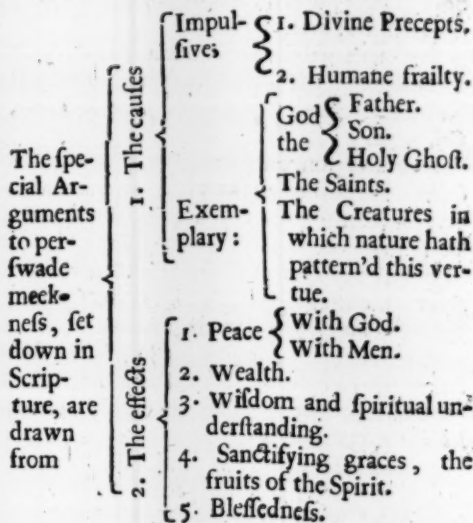 The ſpe-
cial Ar-
guments
to per-
ſwade
meek-
neſs, ſet
down in
Scrip-
ture, are
drawn
from
1. The cauſes
Impul-
ſive;
1. Divine Precepts.
2. Humane frailty.
Exem-
plary :
God
the
Father.
Son.
Holy Ghoſt.
The Saints.
The Creatures in
which nature hath
pattern'd this ver-
tue.
2. The effects
1. Peace
With God.
With Men.
2. Wealth.
3. Wiſdom and ſpiritual un-
derſtanding.
4. Sanctifying graces, the
fruits of the Spirit.
5. Bleſſedneſs.